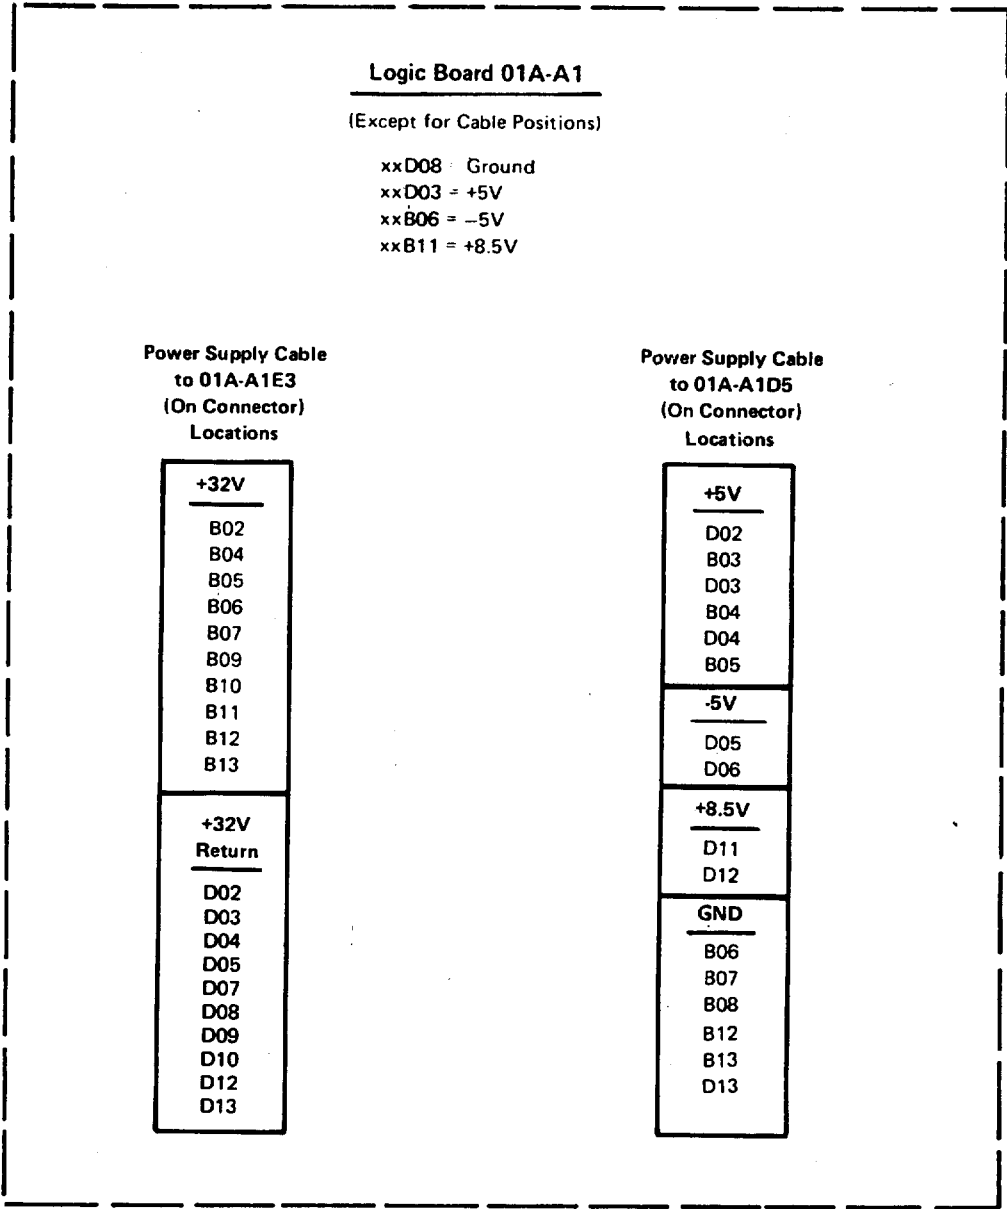 Logic Board 01A-A1
(Except for Cable Positions)
xxD08 Ground
xxD03 = +5V
xxB06 = –5V
xxB11 = +8.5V
Power Supply Cable
to 01A-A1E3
(On Connector)
Locations
+32V
B02
B04
B05
B06
B07
B09
B10
B11
B12
B13
+32V
Return
D02
D03
D04
D05
D07
D08
D09
D10
D12
D13
Power Supply Cable
to 01A-A1D5
(On Connector)
Locations
+5V
D02
B03
D03
B04
D04
B05
-5V
D05
D06
+8.5V
D11
D12
GND
B06
B07
B08
B12
B13
D13